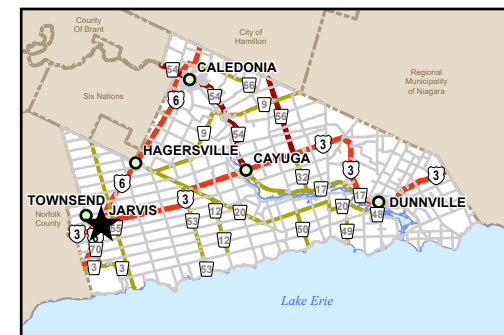 County
Of Brant
City of
Hamilton
Regional
Municipality
of Niagara
Six Nations
Norfolk
County
CALEDONIA
HAGERSVILLE
CAYUGA
TOWNSEND
JARVIS
DUNNVILLE
Lake Erie
54
6
54
66
9
56
9
54
3
3
3
6
32
17
17
3
20
48
53
12
20
12
50
49
3
55
70
3
3
53